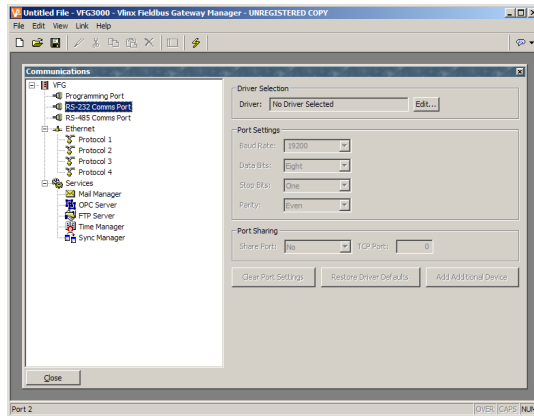 Untitled File - VFG3000 - Vlinx Fieldbus Gateway Manager - UNREGISTERED COPY
File Edit View Link Help
Communications
VFG
Programming Port
RS-232 Comms Port
RS-485 Comms Port
Ethernet
Protocol 1
Protocol 2
Protocol 3
Protocol 4
Services
Mail Manager
OPC Server
FTP Server
Time Manager
Sync Manager
Driver Selection
Driver: No Driver Selected Edit...
Port Settings
Baud Rate: 19200
Data Bits: Eight
Stop Bits: One
Parity: Even
Port Sharing
Share Port: No TCP Port: 0
Clear Port Settings Restore Driver Defaults Add Additional Device
Close
Port 2 OVER CAPS NUM